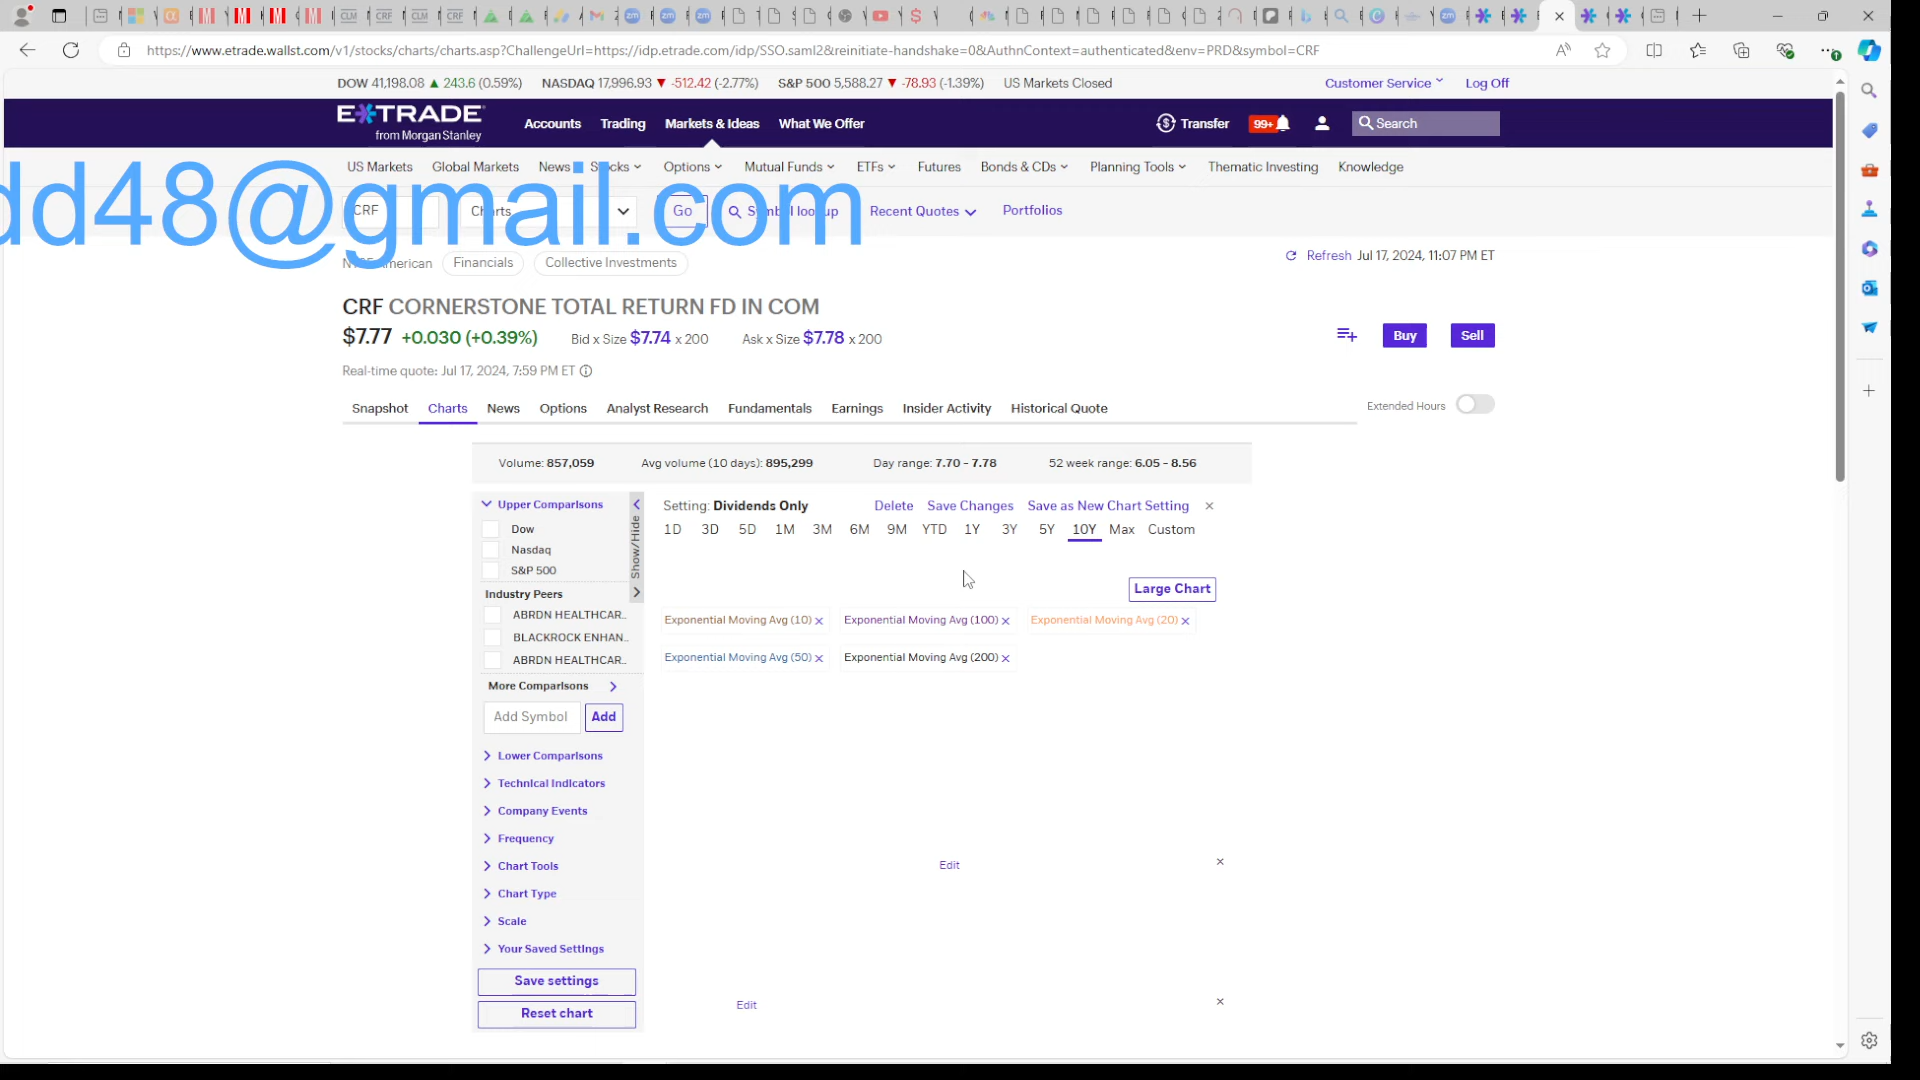 https://www.etrade.wallst.com/v1/stocks/charts/charts.asp?ChallengeUrl=https://idp.etrade.com/idp/SSO.saml2&reinitiate-handshake=0&AuthnContext=authenticated&env=PRD&symbol=CRF
DOW 41,198.08 ▲ 243.6 (0.59%) NASDAQ 17,996.93 ▼ -512.42 (-2.77%) S&P 500 5,588.27 ▼ -78.93 (-1.39%) US Markets Closed Customer Service Log Off
E*TRADE
from Morgan Stanley
Accounts Trading Markets & Ideas What We Offer Transfer 99+ Search
US Markets Global Markets News Stocks Options Mutual Funds ETFs Futures Bonds & CDs Planning Tools Thematic Investing Knowledge
dd48@gmail.com
CRF Charts Go Symbol lookup Recent Quotes Portfolios
American Financials Collective Investments Refresh Jul 17, 2024, 11:07 PM ET
CRF CORNERSTONE TOTAL RETURN FD IN COM
$7.77 +0.030 (+0.39%) Bid x Size $7.74 x 200 Ask x Size $7.78 x 200 Buy Sell
Real-time quote: Jul 17, 2024, 7:59 PM ET
Snapshot Charts News Options Analyst Research Fundamentals Earnings Insider Activity Historical Quote Extended Hours
Volume: 857,059 Avg volume (10 days): 895,299 Day range: 7.70 - 7.78 52 week range: 6.05 - 8.56
Upper Comparisons
Dow
Nasdaq
S&P 500
Industry Peers
ABRDN HEALTHCAR...
BLACKROCK ENHAN...
ABRDN HEALTHCAR...
More Comparisons
Add Symbol Add
Lower Comparisons
Technical Indicators
Company Events
Frequency
Chart Tools
Chart Type
Scale
Your Saved Settings
Save settings
Reset chart
Show/Hide
Setting: Dividends Only Delete Save Changes Save as New Chart Setting ×
1D 3D 5D 1M 3M 6M 9M YTD 1Y 3Y 5Y 10Y Max Custom
Large Chart
Exponential Moving Avg (10) × Exponential Moving Avg (100) × Exponential Moving Avg (20) ×
Exponential Moving Avg (50) × Exponential Moving Avg (200) ×
Edit ×
Edit ×